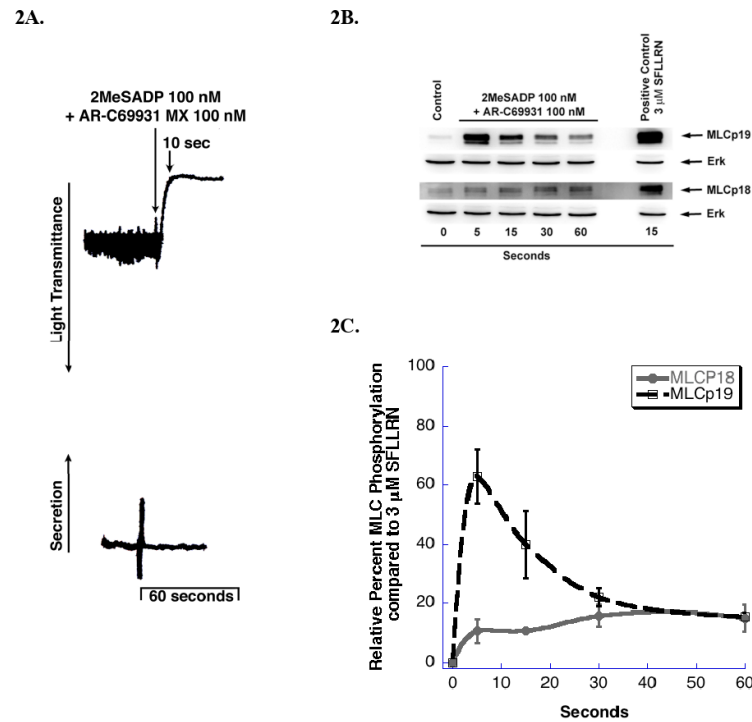 2A.
2MeSADP 100 nM
+ AR-C69931 MX 100 nM
10 sec
Light Transmittance
Secretion
60 seconds
2B.
Control
2MeSADP 100 nM
+ AR-C69931 100 nM
Positive Control
3 µM SFLLRN
MLCp19
Erk
MLCp18
Erk
0 5 15 30 60 15
Seconds
2C.
Relative Percent MLC Phosphorylation
compared to 3 µM SFLLRN
100
80
60
40
20
0
MLCP18
MLCp19
0 10 20 30 40 50 60
Seconds